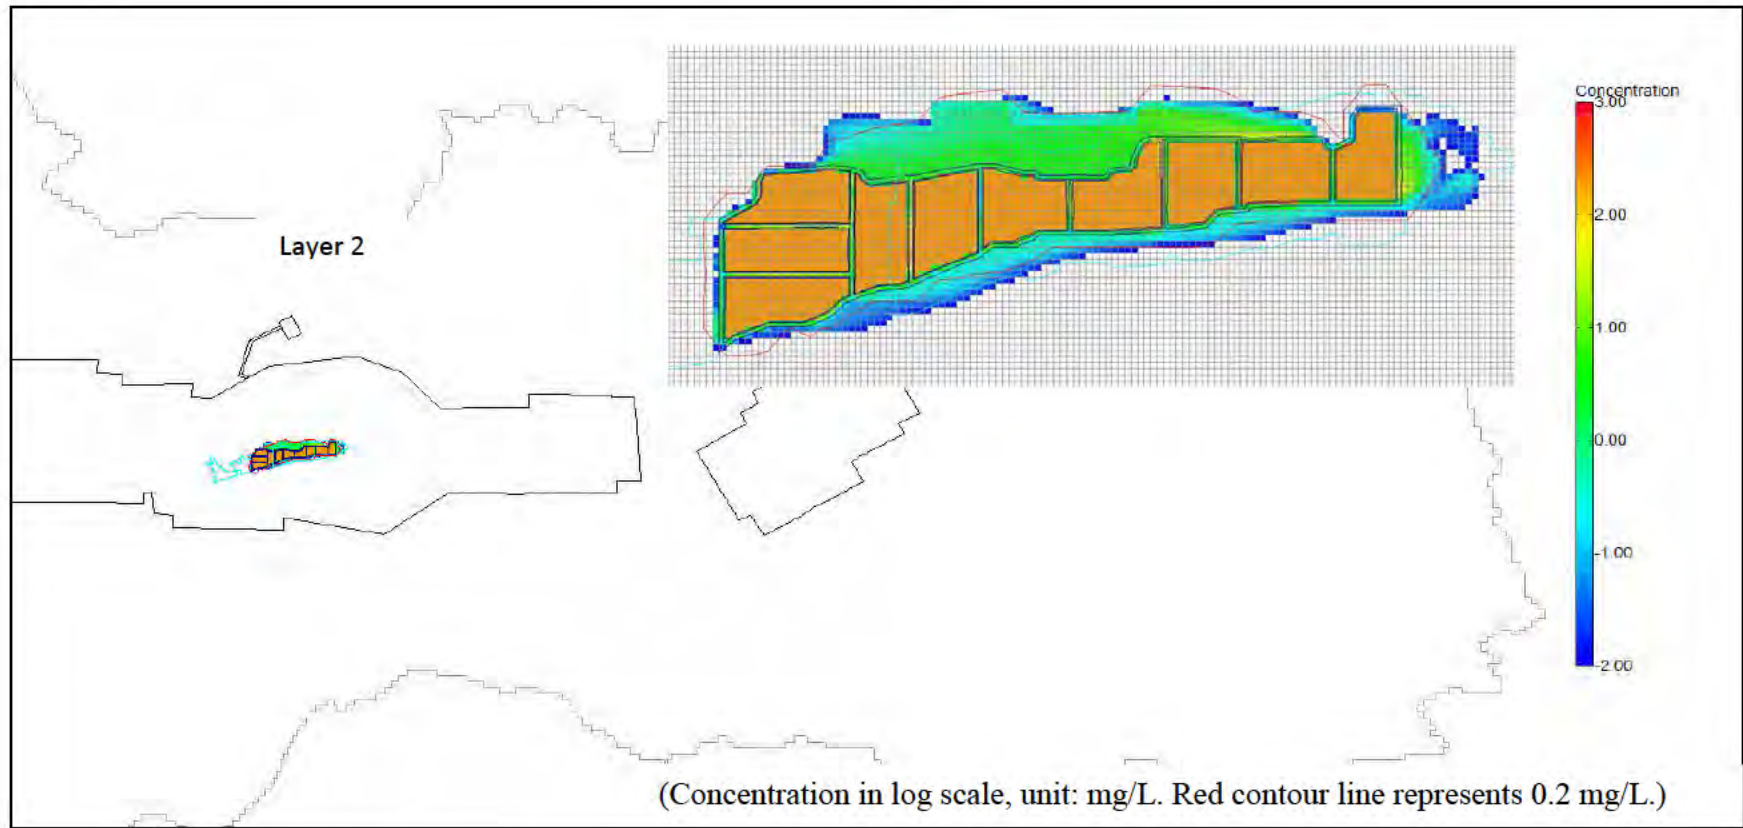 Concentration
3.00
2.00
1.00
0.00
-1.00
-2.00
Layer 2
(Concentration in log scale, unit: mg/L. Red contour line represents 0.2 mg/L.)